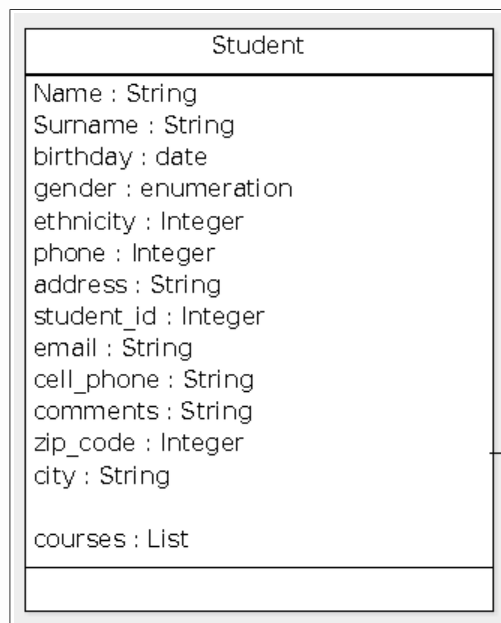 Student
Name : String
Surname : String
birthday : date
gender : enumeration
ethnicity : Integer
phone : Integer
address : String
student_id : Integer
email : String
cell_phone : String
comments : String
zip_code : Integer
city : String
courses : List